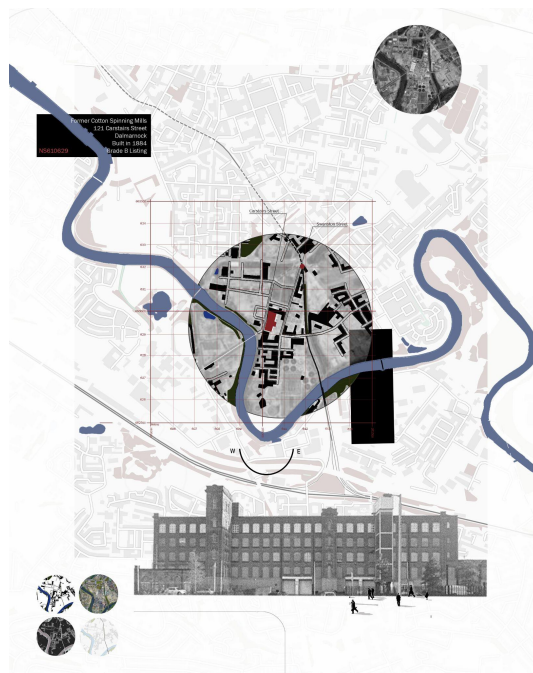 Former Cotton Spinning Mills
121 Carstairs Street
Dalmarnock
Built in 1884
NS610629
Grade B Listing
Carstairs Street
Swanston Street
W
E